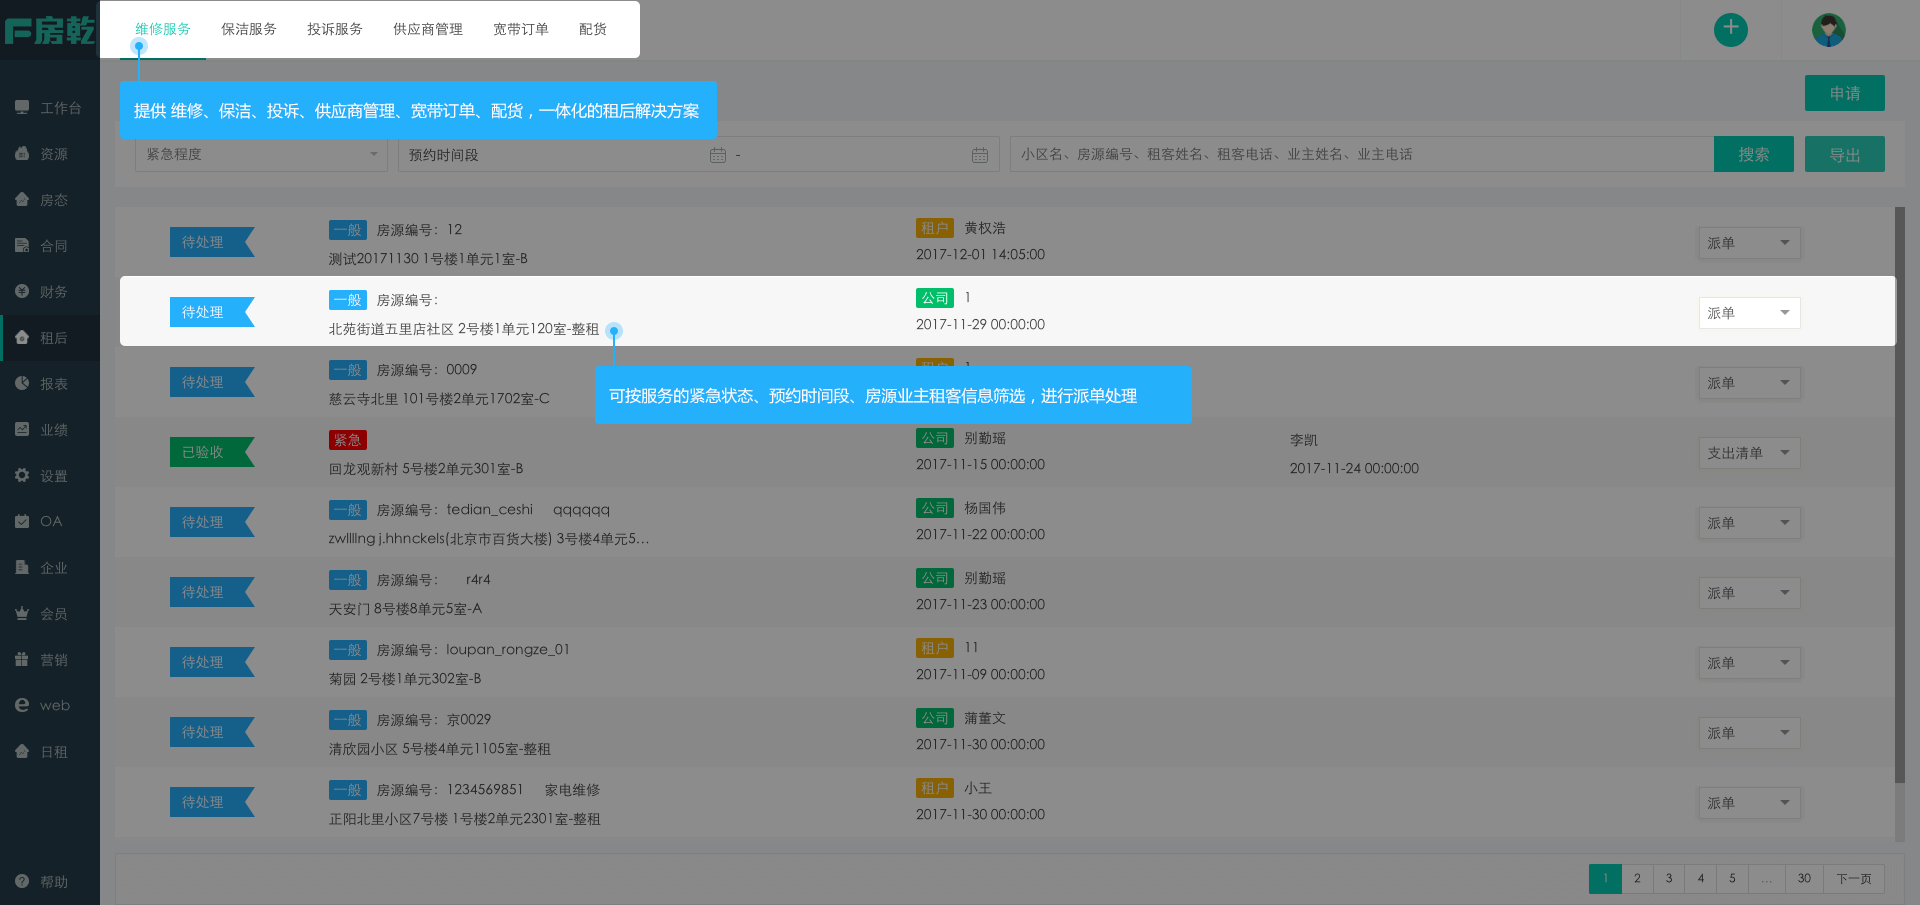 房乾
维修服务 保洁服务 投诉服务 供应商管理 宽带订单 配货
提供 维修、保洁、投诉、供应商管理、宽带订单、配货，一体化的租后解决方案
申请
紧急程度 预约时间段 - 小区名、房源编号、租客姓名、租客电话、业主姓名、业主电话 搜索 导出
工作台
资源
房态
合同
财务
租后
报表
业绩
设置
OA
企业
会员
营销
web
日租
帮助
待处理 一般 房源编号：12 租户 黄权浩 派单
测试20171130 1号楼1单元1室-B 2017-12-01 14:05:00
待处理 一般 房源编号： 公司 1 派单
北苑街道五里店社区 2号楼1单元120室-整租 2017-11-29 00:00:00
待处理 一般 房源编号：0009 派单
慈云寺北里 101号楼2单元1702室-C
可按服务的紧急状态、预约时间段、房源业主租客信息筛选，进行派单处理
已验收 紧急 公司 别勤瑶 李凯 支出清单
回龙观新村 5号楼2单元301室-B 2017-11-15 00:00:00 2017-11-24 00:00:00
待处理 一般 房源编号：tedian_ceshi qqqqqq 公司 杨国伟 派单
zwllllng j.hhnckels(北京市百货大楼) 3号楼4单元5... 2017-11-22 00:00:00
待处理 一般 房源编号： r4r4 公司 别勤瑶 派单
天安门 8号楼8单元5室-A 2017-11-23 00:00:00
待处理 一般 房源编号：loupan_rongze_01 租户 11 派单
菊园 2号楼1单元302室-B 2017-11-09 00:00:00
待处理 一般 房源编号：京0029 公司 蒲董文 派单
清欣园小区 5号楼4单元1105室-整租 2017-11-30 00:00:00
待处理 一般 房源编号：1234569851 家电维修 租户 小王 派单
正阳北里小区7号楼 1号楼2单元2301室-整租 2017-11-30 00:00:00
1 2 3 4 5 ... 30 下一页